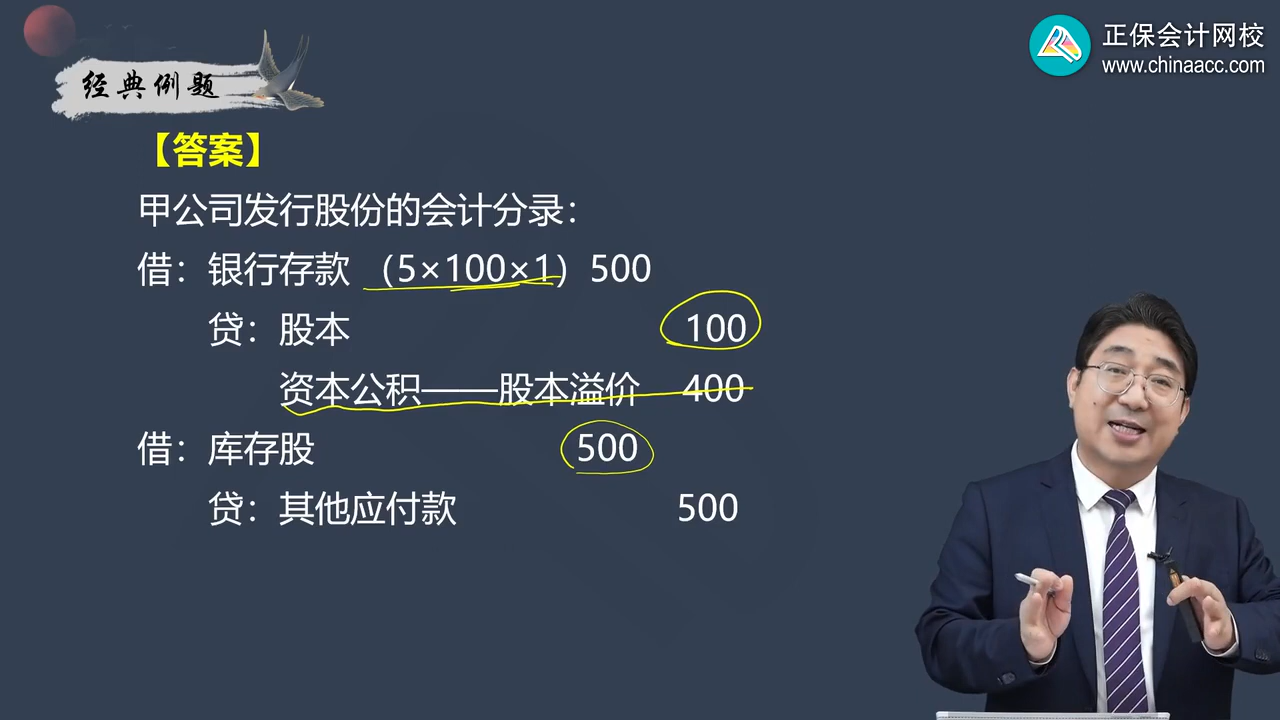 正保会计网校
www.chinaacc.com
经典例题
【答案】
甲公司发行股份的会计分录：
借：银行存款 （5×100×1）500
贷：股本 100
资本公积——股本溢价 400
借：库存股 500
贷：其他应付款 500